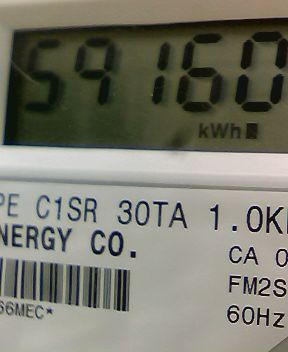 59160
kWh
PE C1SR 30TA 1.0K
NERGY CO.
CA 0
FM2S
66MEC*
60Hz